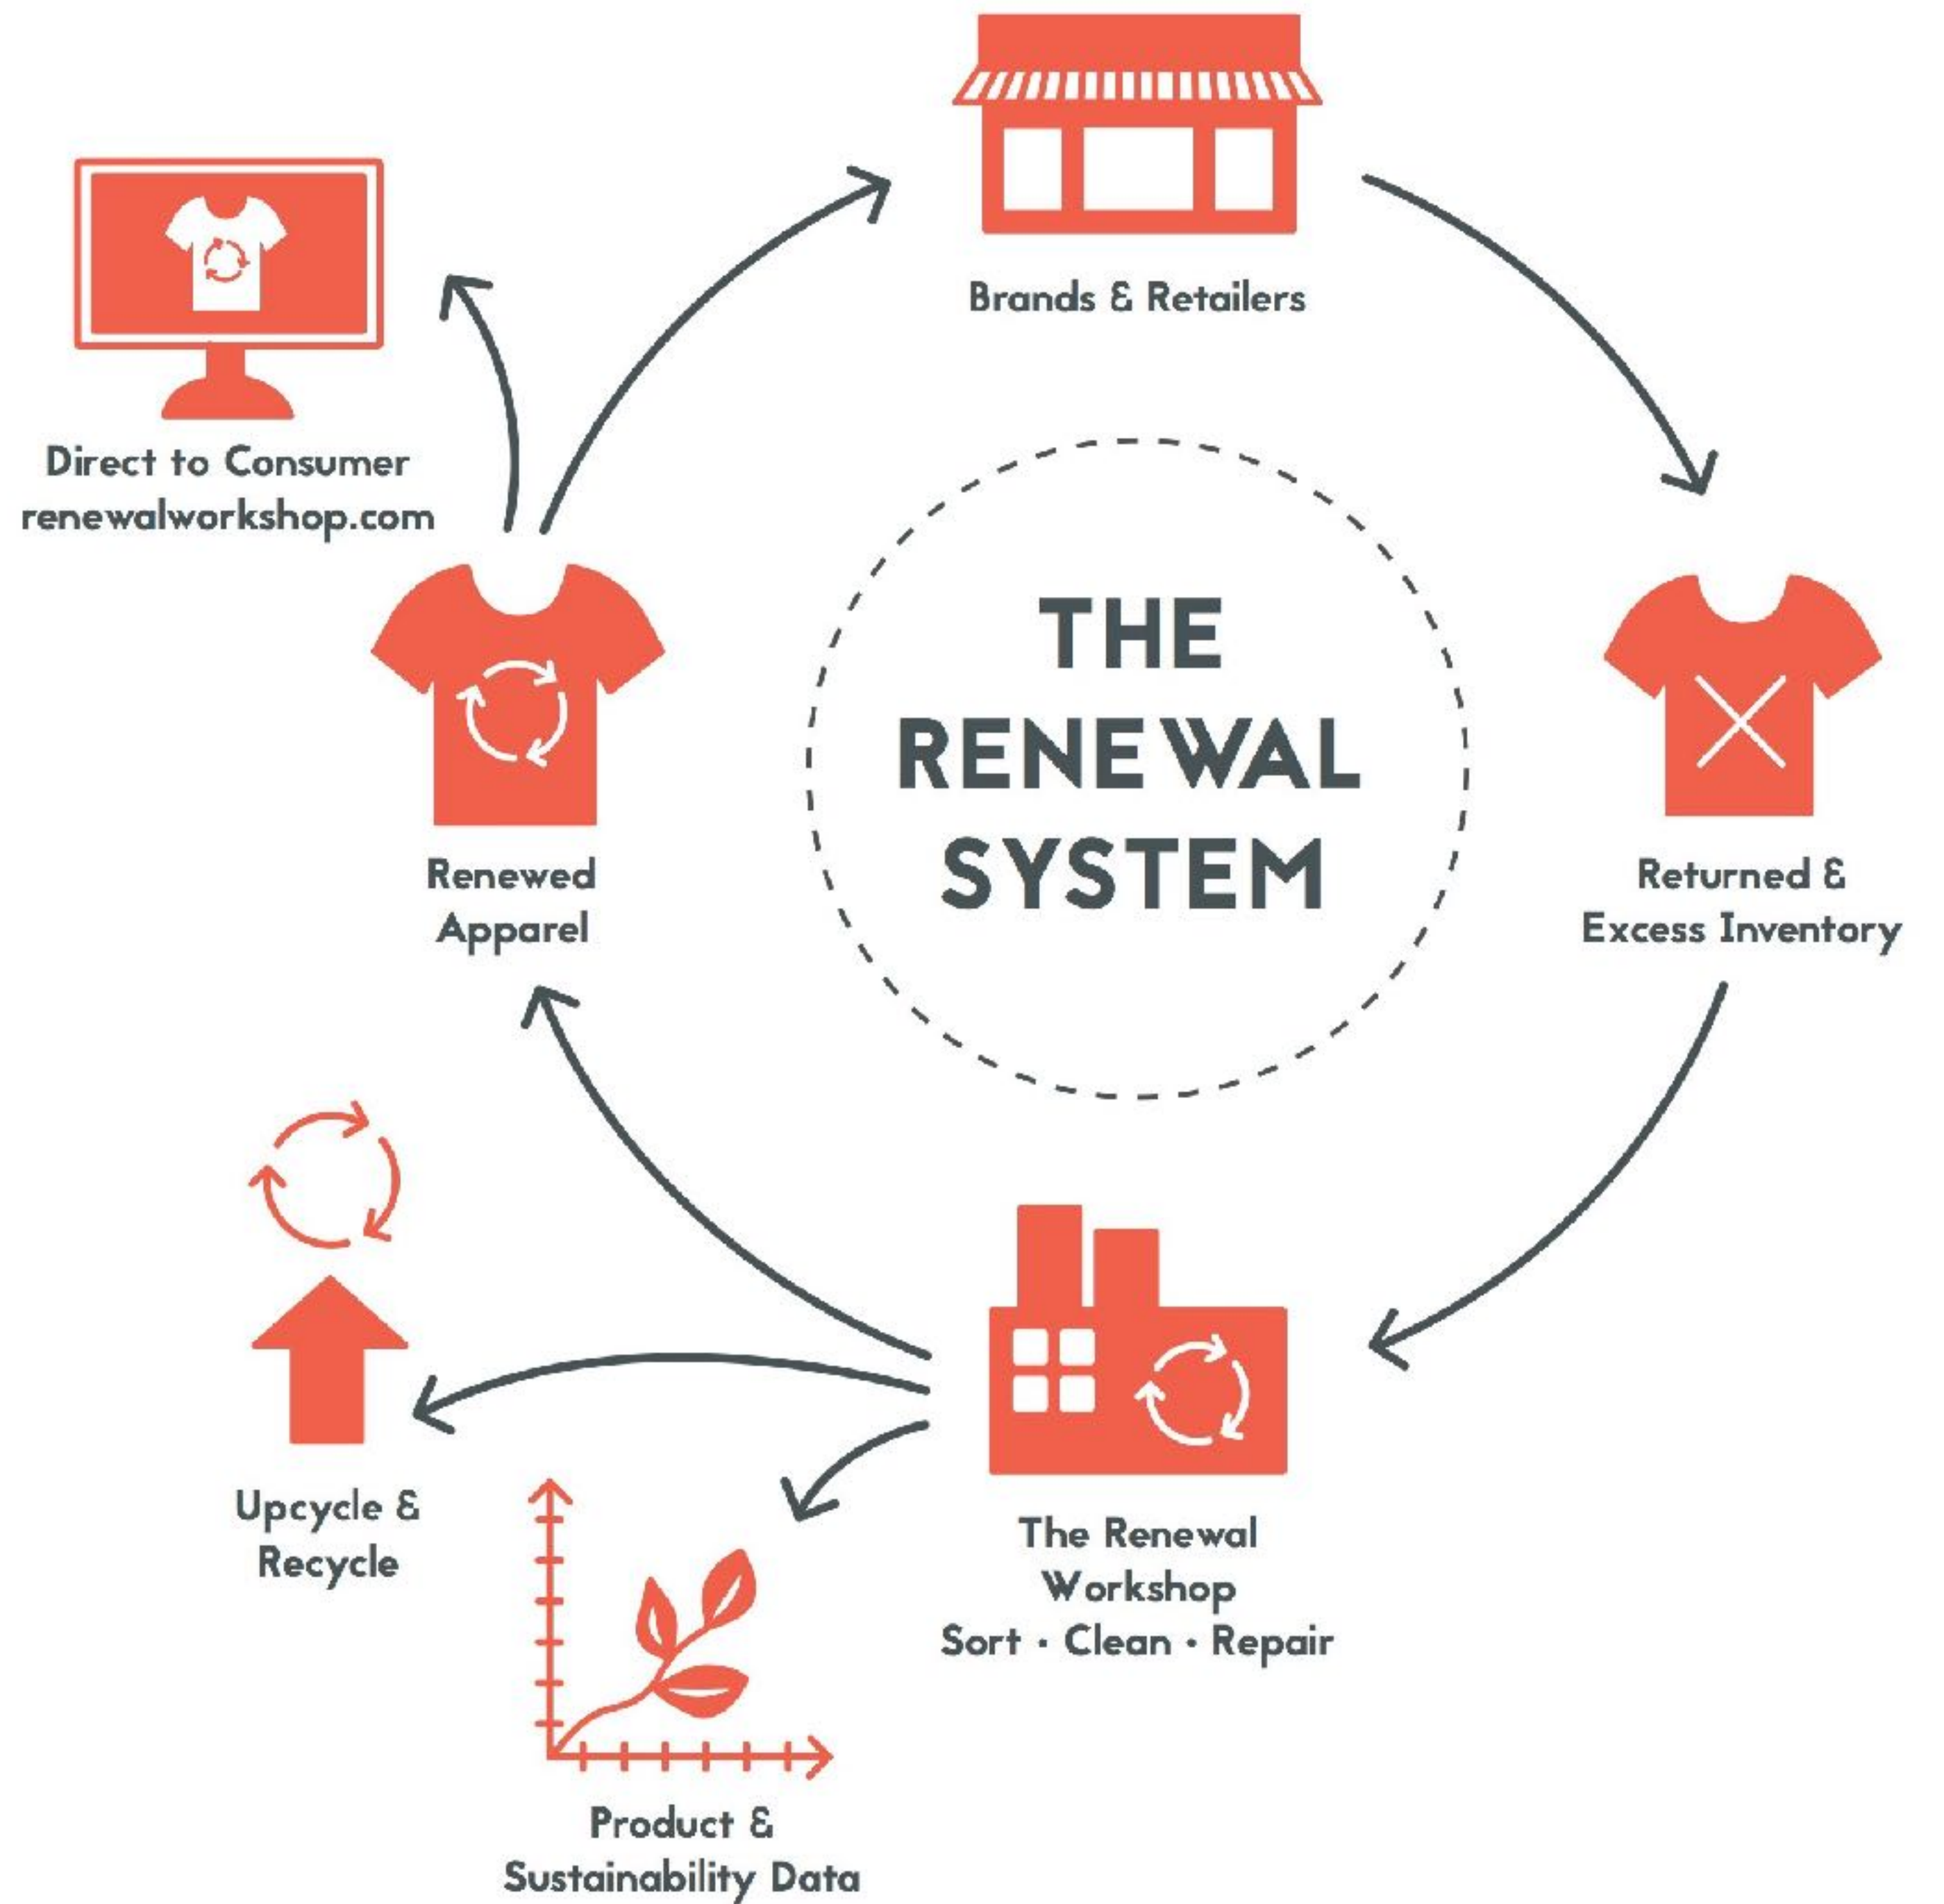 Brands & Retailers
Direct to Consumer
renewalworkshop.com
THE
RENEWAL
SYSTEM
Renewed
Apparel
Returned &
Excess Inventory
Upcycle &
Recycle
The Renewal
Workshop
Sort · Clean · Repair
Product &
Sustainability Data